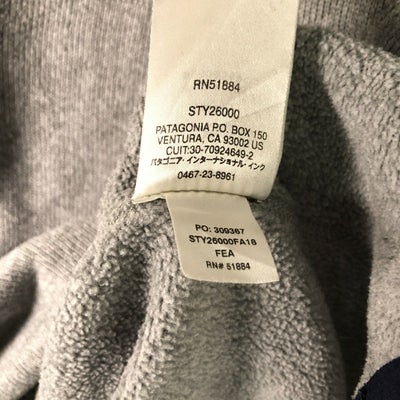 RN51884
STY26000
PATAGONIA P.O. BOX 150
VENTURA, CA 93002 US
CUIT:30-70924649-2
パタゴニア・インターナショナル・インク
0467-23-8961
PO: 309367
STY26000FA18
FEA
RN# 51884